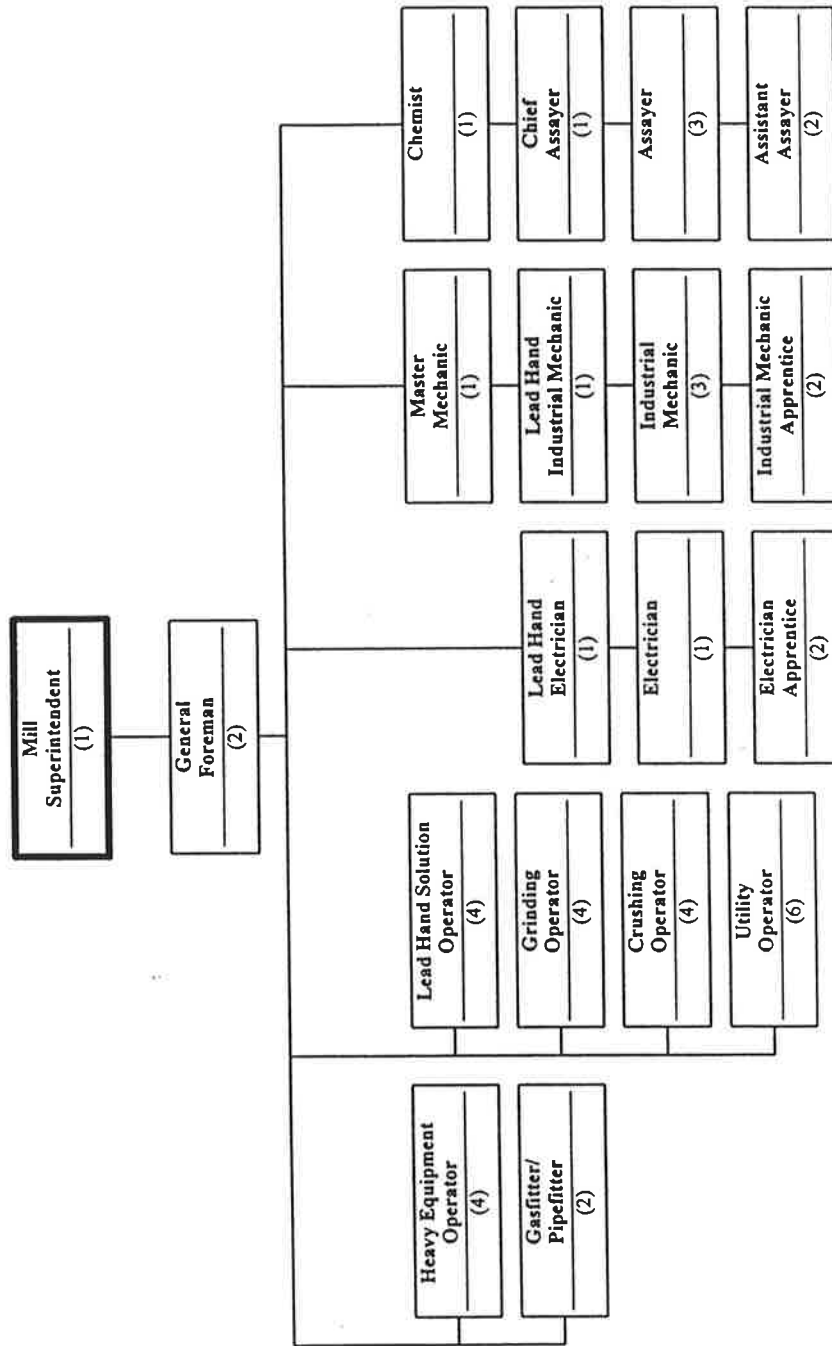 Mill
Superintendent
(1)
General
Foreman
(2)
Heavy Equipment
Operator
(4)
Gasfitter/
Pipefitter
(2)
Lead Hand Solution
Operator
(4)
Grinding
Operator
(4)
Crushing
Operator
(4)
Utility
Operator
(6)
Lead Hand
Electrician
(1)
Electrician
(1)
Electrician
Apprentice
(2)
Master
Mechanic
(1)
Lead Hand
Industrial Mechanic
(1)
Industrial
Mechanic
(3)
Industrial Mechanic
Apprentice
(2)
Chemist
(1)
Chief
Assayer
(1)
Assayer
(3)
Assistant
Assayer
(2)